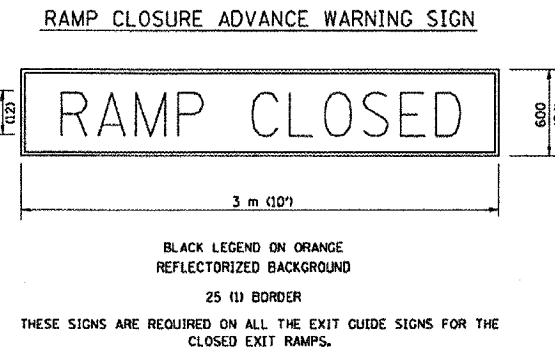 RAMP CLOSURE ADVANCE WARNING SIGN
RAMP CLOSED
(12)
600
3 m (10')
BLACK LEGEND ON ORANGE
REFLECTORIZED BACKGROUND
25 (1) BORDER
THESE SIGNS ARE REQUIRED ON ALL THE EXIT GUIDE SIGNS FOR THE
CLOSED EXIT RAMPS.